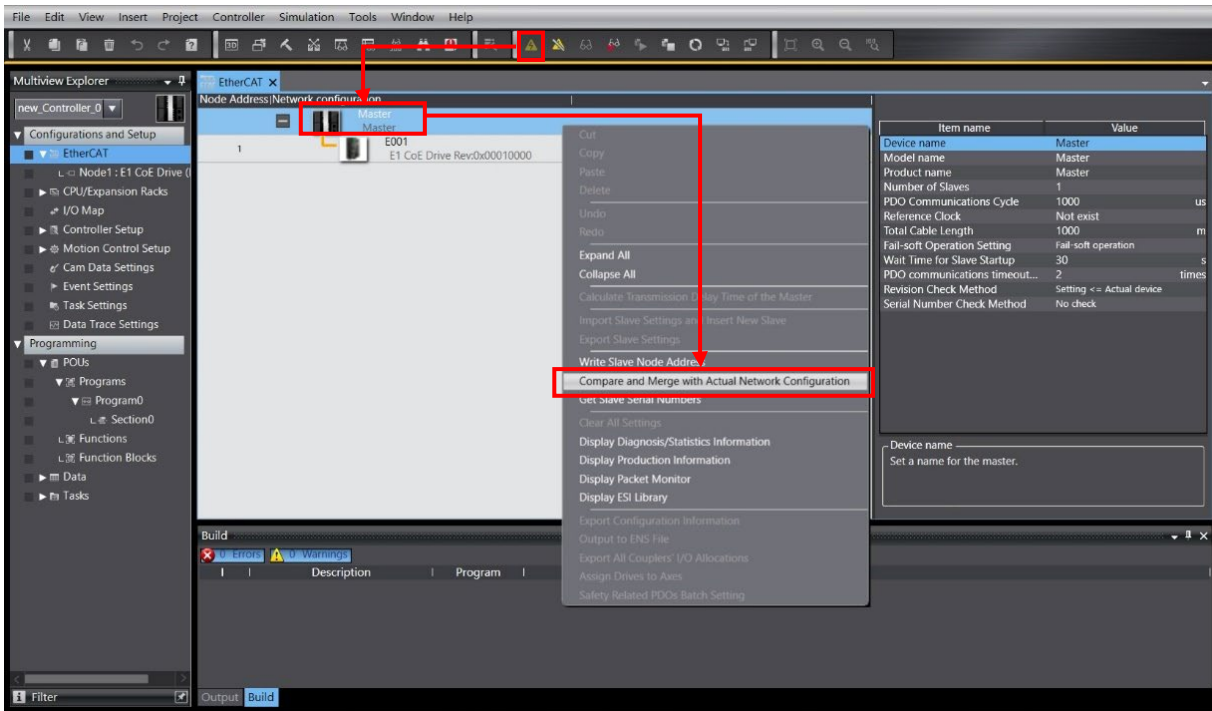 File Edit View Insert Project Controller Simulation Tools Window Help
Multiview Explorer
new_Controller_0
Configurations and Setup
EtherCAT
Node1 : E1 CoE Drive (
CPU/Expansion Racks
I/O Map
Controller Setup
Motion Control Setup
Cam Data Settings
Event Settings
Task Settings
Data Trace Settings
Programming
POUs
Programs
Program0
Section0
Functions
Function Blocks
Data
Tasks
Filter
EtherCAT
Node Address|Network configuration
Master
Master
1
E001
E1 CoE Drive Rev:0x00010000
Cut
Copy
Paste
Delete
Undo
Redo
Expand All
Collapse All
Calculate Transmission Delay Time of the Master
Import Slave Settings and Insert New Slave
Export Slave Settings
Write Slave Node Address
Compare and Merge with Actual Network Configuration
Get Slave Serial Numbers
Clear All Settings
Display Diagnosis/Statistics Information
Display Production Information
Display Packet Monitor
Display ESI Library
Export Configuration Information
Output to ENS File
Export All Couplers' I/O Allocations
Assign Drives to Axes
Safety Related PDOs Batch Setting
Item name Value
Device name Master
Model name Master
Product name Master
Number of Slaves 1
PDO Communications Cycle 1000 us
Reference Clock Not exist
Total Cable Length 1000 m
Fail-soft Operation Setting Fail-soft operation
Wait Time for Slave Startup 30 s
PDO communications timeout... 2 times
Revision Check Method Setting <= Actual device
Serial Number Check Method No check
Device name
Set a name for the master.
Build
0 Errors 0 Warnings
Description Program
Output Build